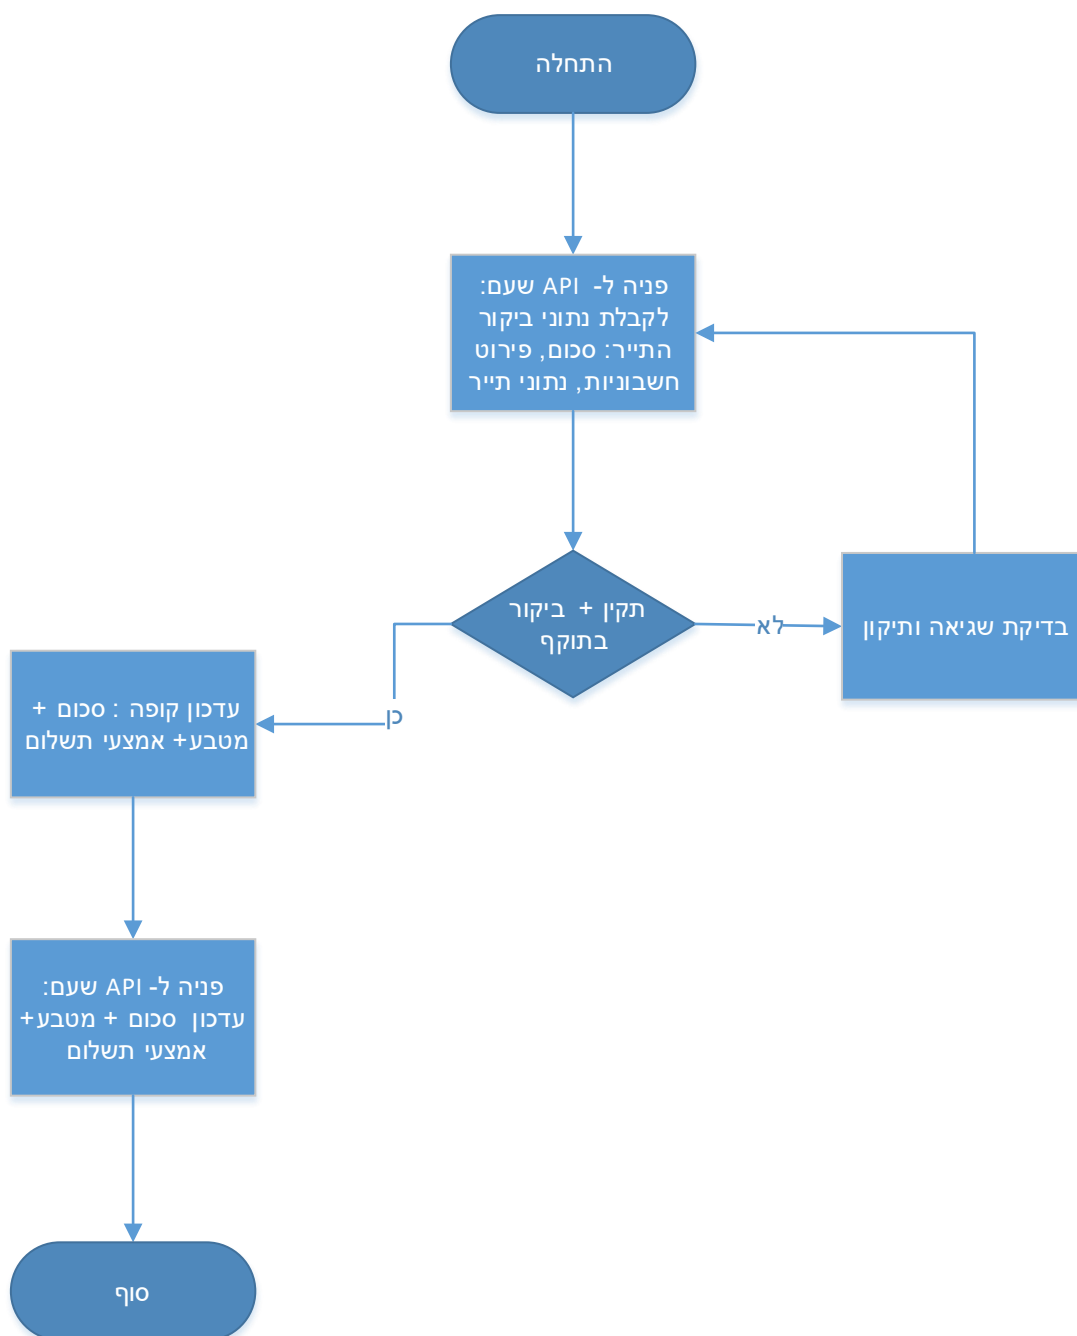 התחלה
פניה ל- API שעם:
לקבלת נתוני ביקור
התייר: סכום, פירוט
חשבוניות, נתוני תייר
תקין + ביקור
בתוקף
לא
בדיקת שגיאה ותיקון
כן
עדכון קופה : סכום +
מטבע+ אמצעי תשלום
פניה ל- API שעם:
עדכון סכום + מטבע+
אמצעי תשלום
סוף